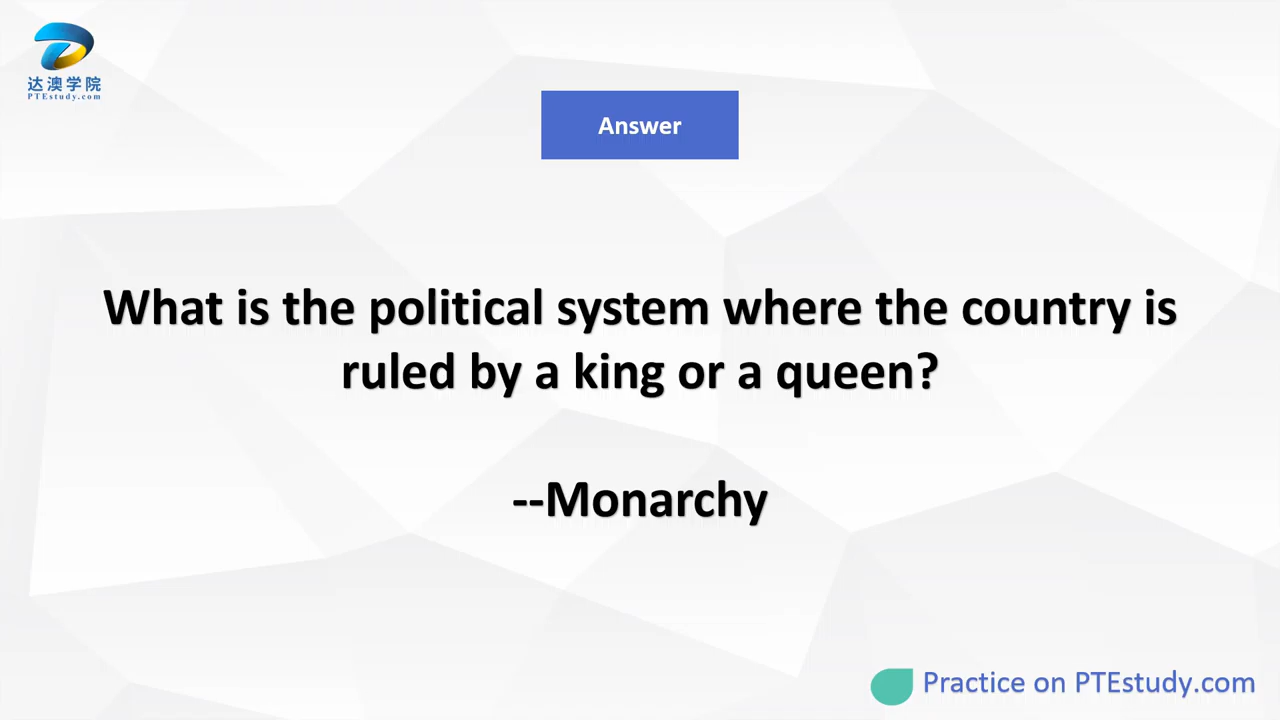 达澳学院
PTEstudy.com
Answer
What is the political system where the country is
ruled by a king or a queen?
--Monarchy
Practice on PTEstudy.com